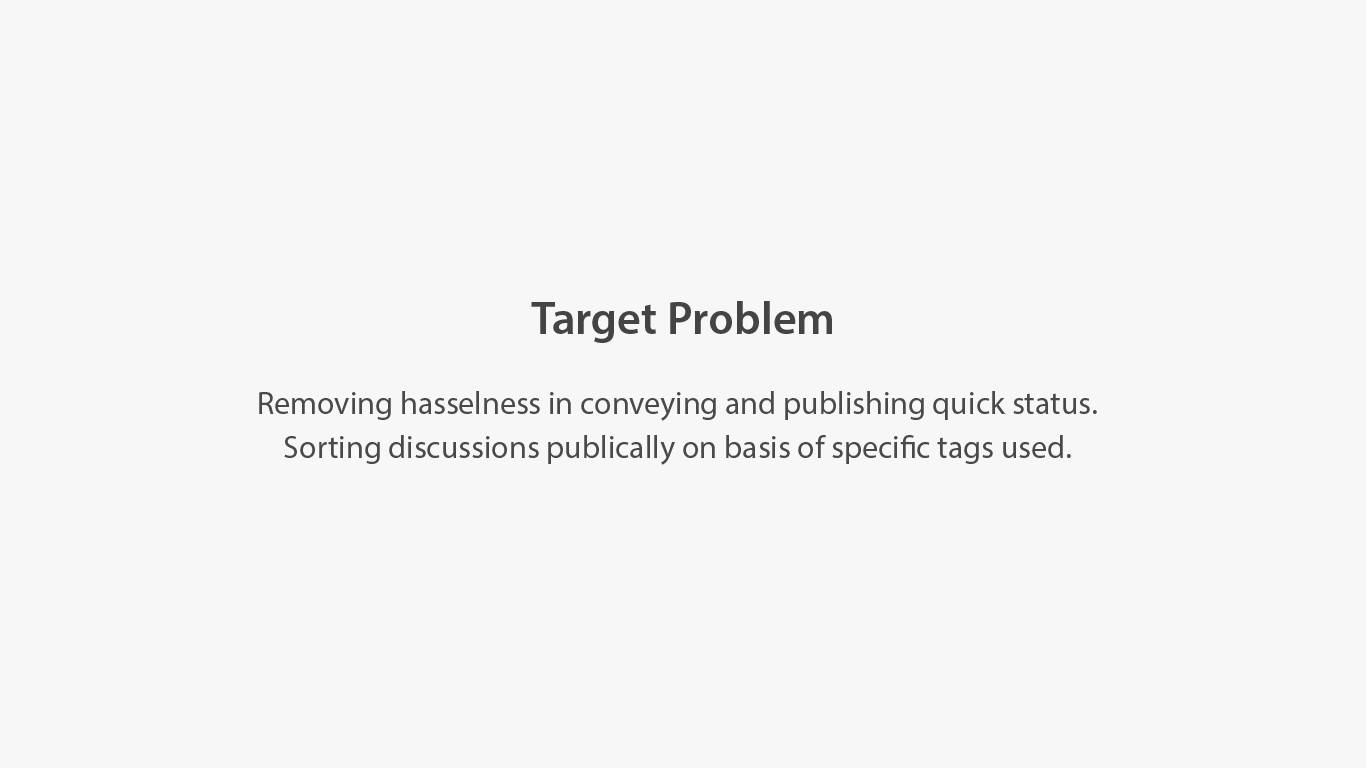 Target Problem
Removing hasselness in conveying and publishing quick status.
Sorting discussions publically on basis of specific tags used.